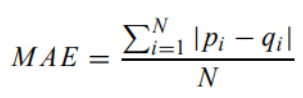 MAE = \frac{\sum_{i=1}^{N} |p_i - q_i|}{N}